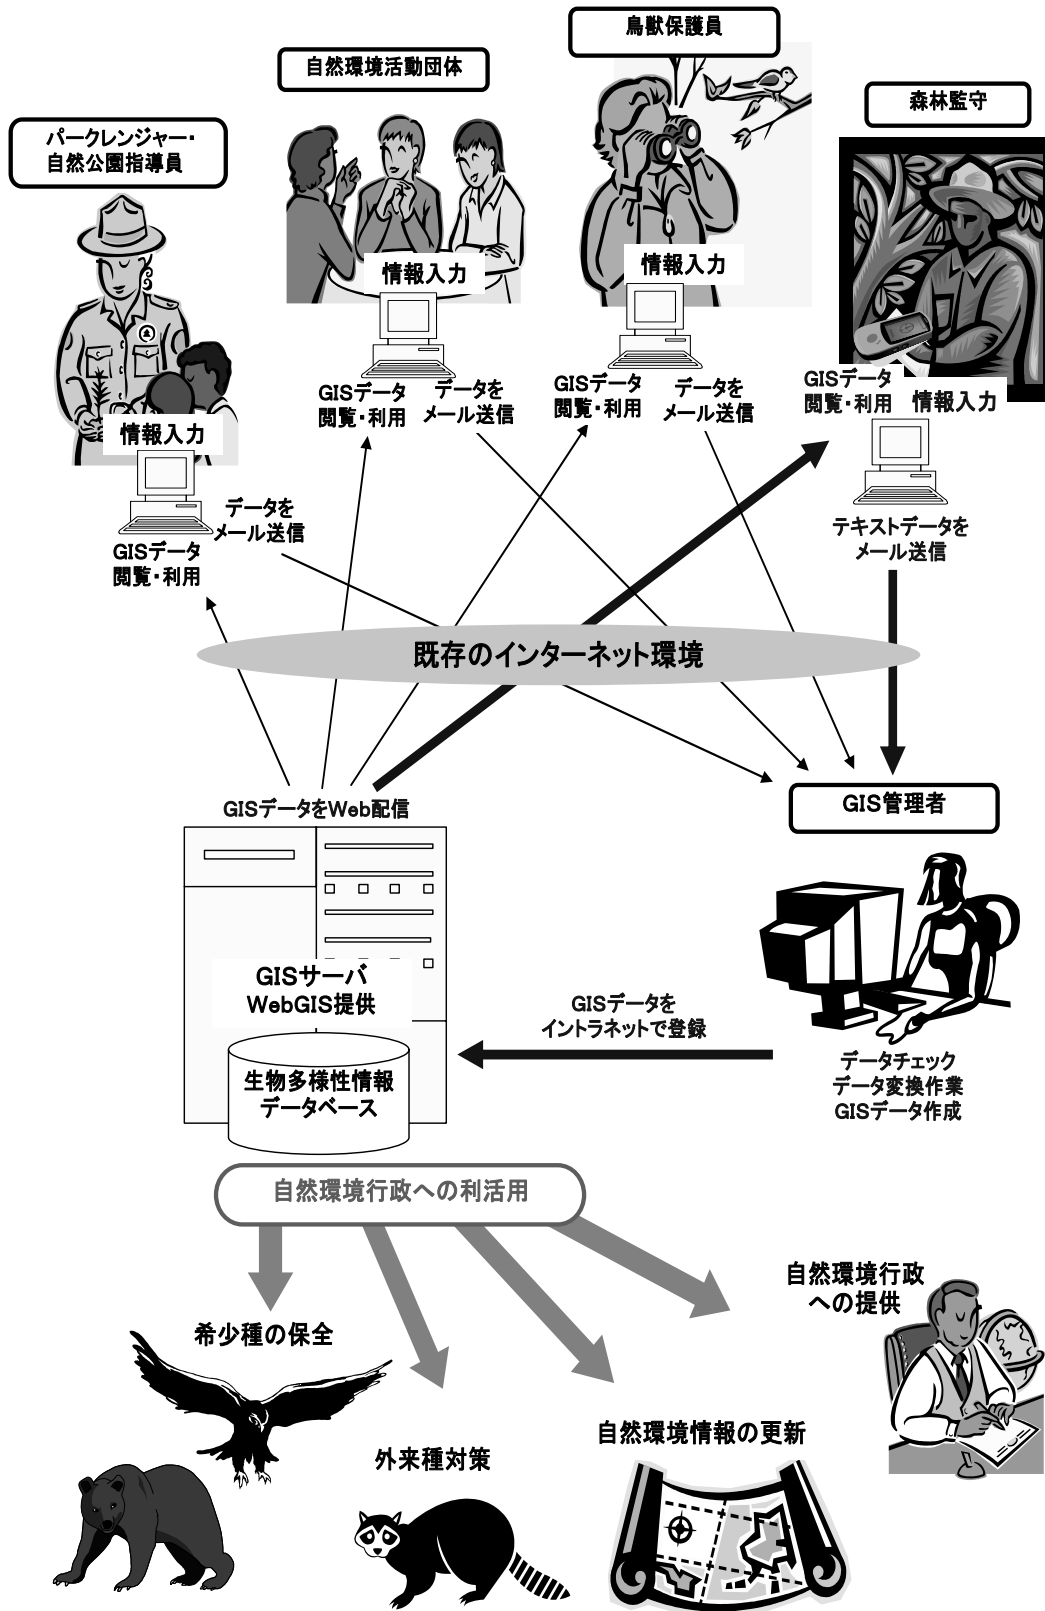 鳥獣保護員
自然環境活動団体
森林監守
パークレンジャー・
自然公園指導員
情報入力
情報入力
GISデータ
閲覧・利用
データを
メール送信
GISデータ
閲覧・利用
データを
メール送信
GISデータ
閲覧・利用
情報入力
情報入力
データを
メール送信
GISデータ
閲覧・利用
テキストデータを
メール送信
既存のインターネット環境
GISデータをWeb配信
GIS管理者
GISサーバ
WebGIS提供
GISデータを
イントラネットで登録
生物多様性情報
データベース
データチェック
データ変換作業
GISデータ作成
自然環境行政への利活用
自然環境行政
への提供
希少種の保全
自然環境情報の更新
外来種対策